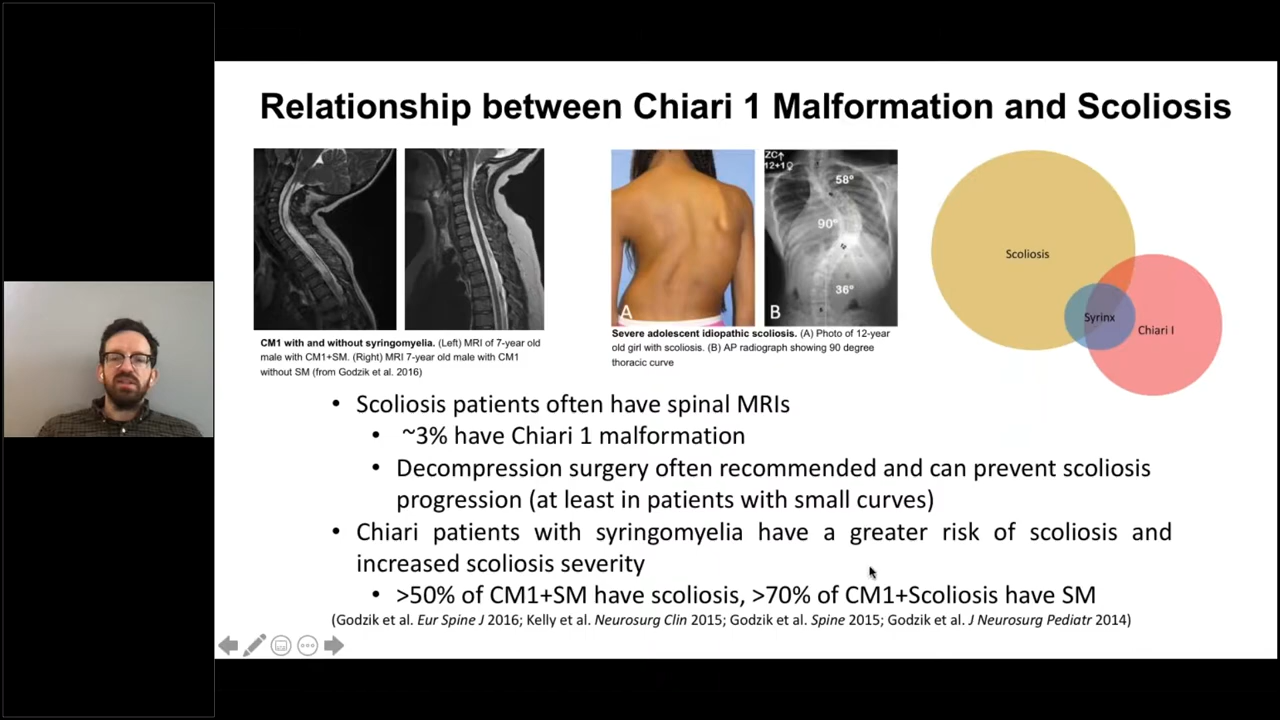 Relationship between Chiari 1 Malformation and Scoliosis
ZC↑
12+1♀
58°
90°
36°
A
B
CM1 with and without syringomyelia. (Left) MRI of 7-year old
male with CM1+SM. (Right) MRI 7-year old male with CM1
without SM (from Godzik et al. 2016)
Severe adolescent idiopathic scoliosis. (A) Photo of 12-year
old girl with scoliosis. (B) AP radiograph showing 90 degree
thoracic curve
Scoliosis
Syrinx
Chiari I
• Scoliosis patients often have spinal MRIs
• ~3% have Chiari 1 malformation
• Decompression surgery often recommended and can prevent scoliosis
progression (at least in patients with small curves)
• Chiari patients with syringomyelia have a greater risk of scoliosis and
increased scoliosis severity
• >50% of CM1+SM have scoliosis, >70% of CM1+Scoliosis have SM
(Godzik et al. Eur Spine J 2016; Kelly et al. Neurosurg Clin 2015; Godzik et al. Spine 2015; Godzik et al. J Neurosurg Pediatr 2014)